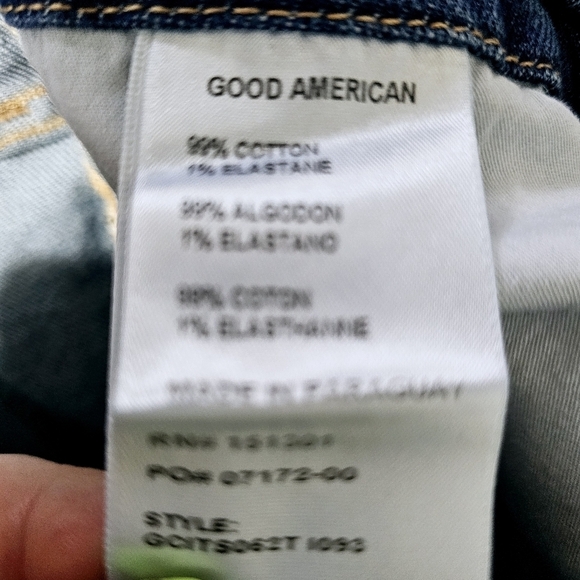 GOOD AMERICAN
99% COTTON
1% ELASTANE
99% ALGODON
1% ELASTANO
99% COTON
1% ELASTHANNE
MADE IN PARAGUAY
RN#
PO# 07172-00
STYLE: